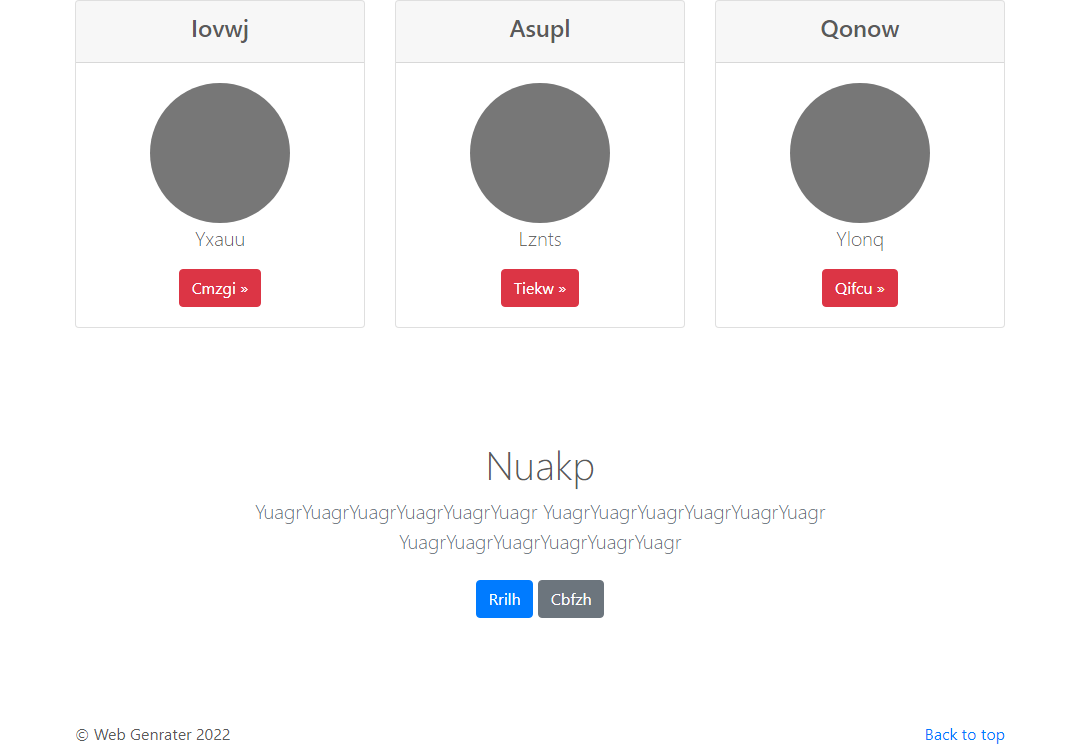 Iovwj
Asupl
Qonow
Yxauu
Lznts
Ylonq
Cmzgi »
Tiekw »
Qifcu »
Nuakp
YuagrYuagrYuagrYuagrYuagrYuagr YuagrYuagrYuagrYuagrYuagrYuagr
YuagrYuagrYuagrYuagrYuagrYuagr
Rrilh Cbfzh
© Web Genrater 2022
Back to top